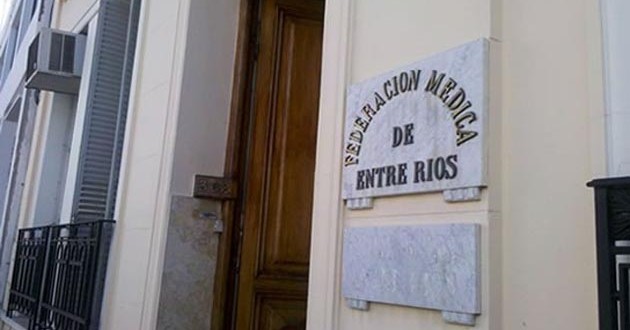 FEDERACION MEDICA
DE
ENTRE RIOS